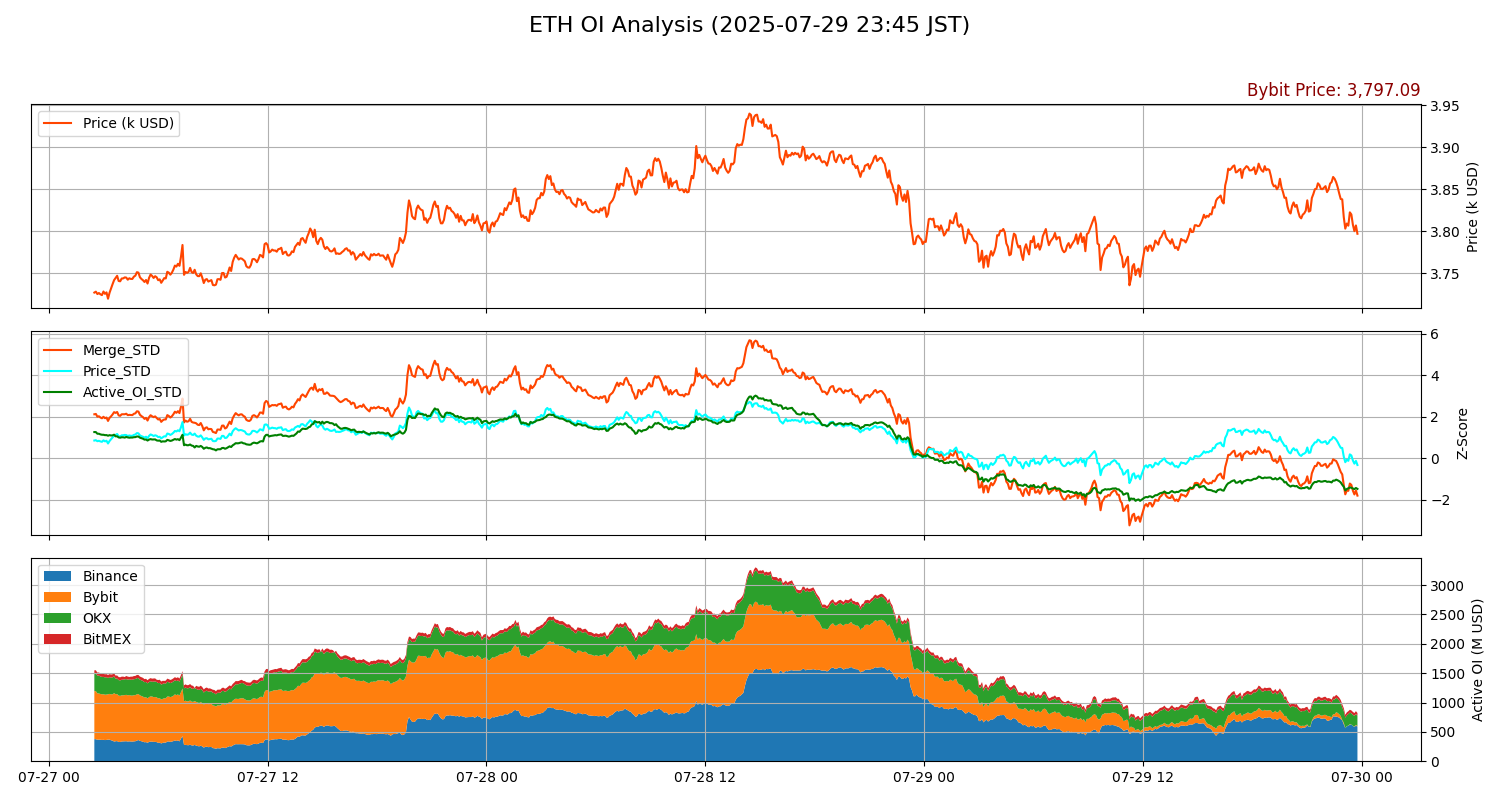 ETH OI Analysis (2025-07-29 23:45 JST)
Bybit Price: 3,797.09
Price (k USD)
3.95
3.90
3.85
3.80
3.75
Price (k USD)
Merge_STD
Price_STD
Active_OI_STD
6
4
2
0
−2
Z-Score
Binance
Bybit
OKX
BitMEX
3000
2500
2000
1500
1000
500
0
Active OI (M USD)
07-27 00
07-27 12
07-28 00
07-28 12
07-29 00
07-29 12
07-30 00